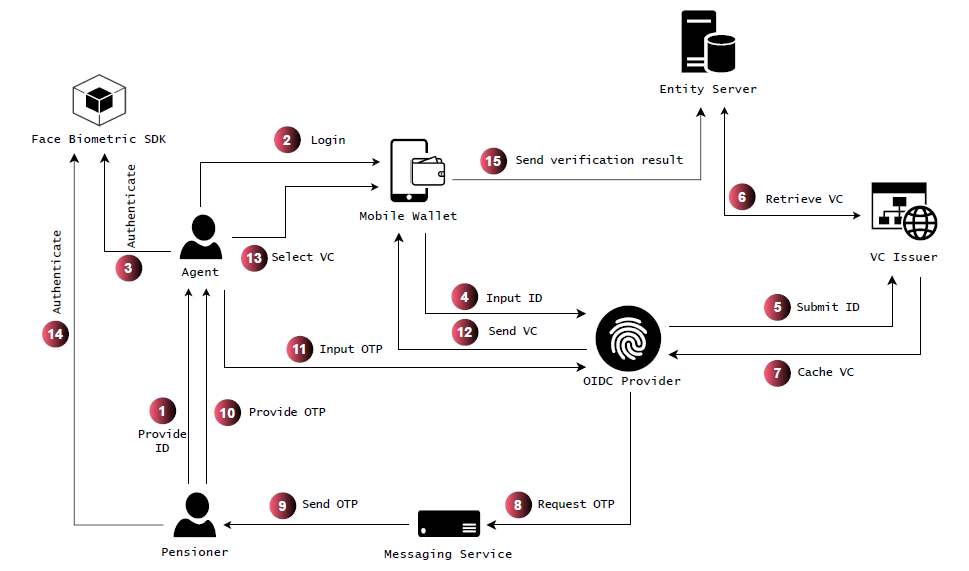 Entity Server
Face Biometric SDK
2 Login
15 Send verification result
Mobile Wallet
Authenticate
3
6 Retrieve VC
VC Issuer
Agent
13 Select VC
Authenticate
14
4 Input ID
12 Send VC
5 Submit ID
11 Input OTP
OIDC Provider
7 Cache VC
1
Provide
ID
10 Provide OTP
9 Send OTP
8 Request OTP
Pensioner
Messaging Service